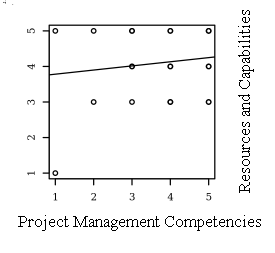 5
4
3
2
1
1 2 3 4 5
Resources and Capabilities
Project Management Competencies